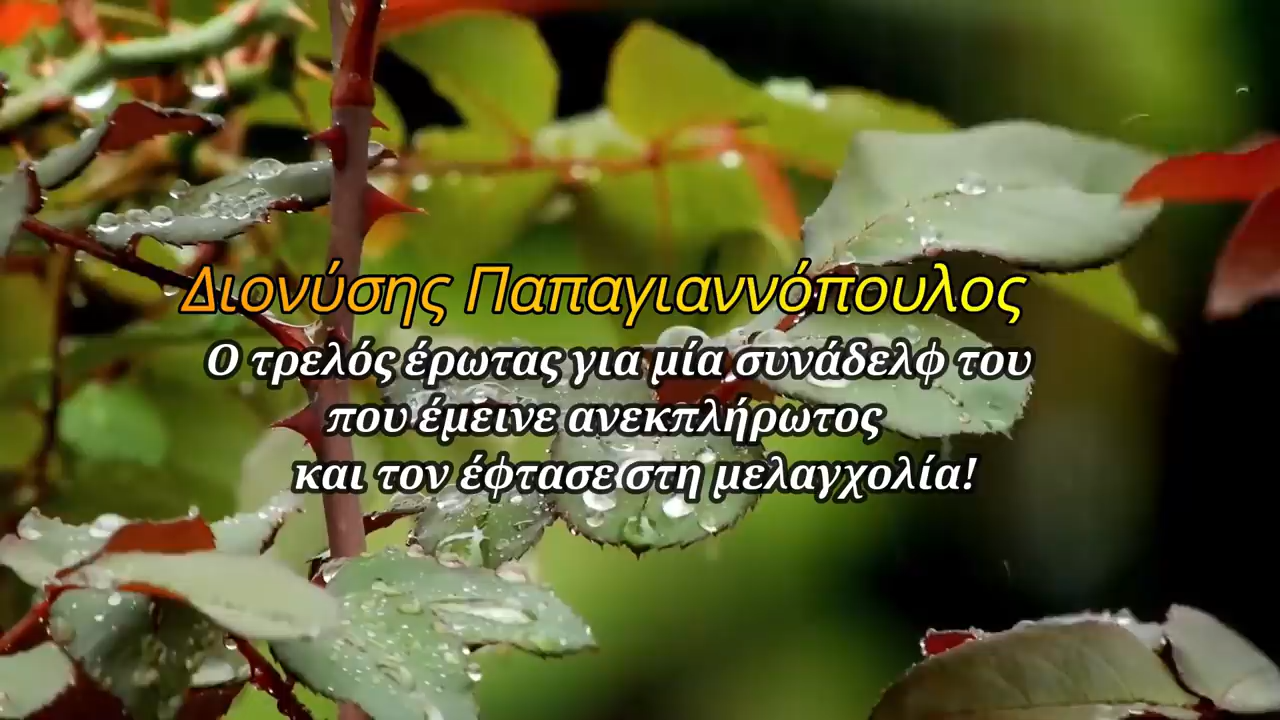 Διονύσης Παπαγιαννόπουλος
Ο τρελός έρωτας για μία συνάδελφ του
που έμεινε ανεκπλήρωτος
και τον έφτασε στη μελαγχολία!